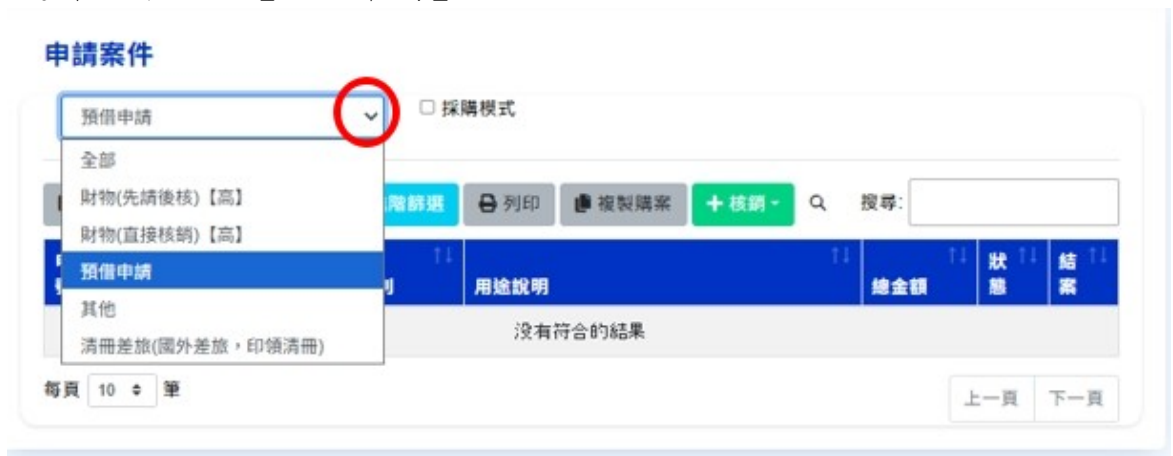 申請案件
預借申請
採購模式
全部
財物(先請後核)【高】
財物(直接核銷)【高】
預借申請
其他
清冊差旅(國外差旅，印領清冊)
階篩選 列印 複製購案 核銷 搜尋:
用途說明 總金額 狀態 結案
沒有符合的結果
每頁 10 筆
上一頁 下一頁